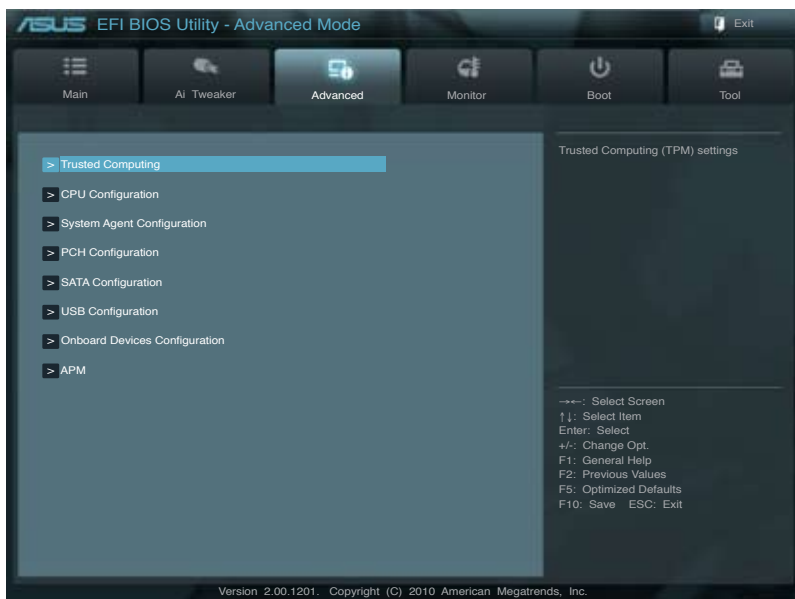 ASUS EFI BIOS Utility - Advanced Mode
Exit
Main
Ai Tweaker
Advanced
Monitor
Boot
Tool
> Trusted Computing
> CPU Configuration
> System Agent Configuration
> PCH Configuration
> SATA Configuration
> USB Configuration
> Onboard Devices Configuration
> APM
Trusted Computing (TPM) settings
→←: Select Screen
↑↓: Select Item
Enter: Select
+/-: Change Opt.
F1: General Help
F2: Previous Values
F5: Optimized Defaults
F10: Save ESC: Exit
Version 2.00.1201. Copyright (C) 2010 American Megatrends, Inc.